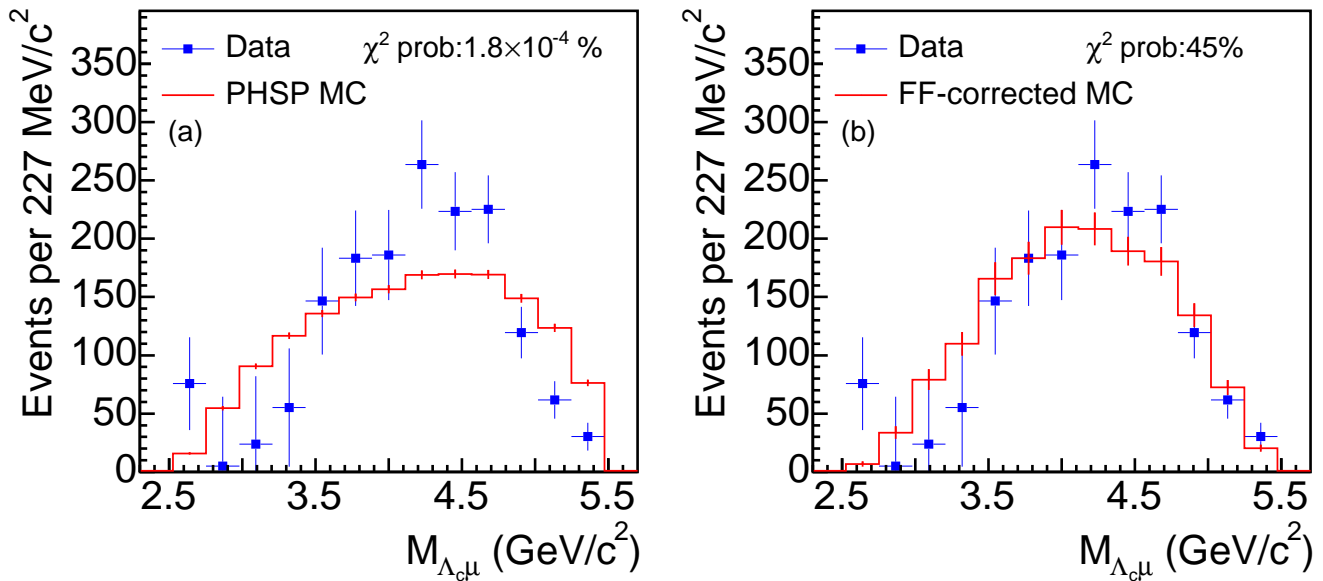 Events per 227 MeV/c²
350
300
250
200
150
100
50
0
Data
χ² prob:1.8×10⁻⁴ %
PHSP MC
(a)
2.5 3.5 4.5 5.5
M_{Λ_cμ} (GeV/c²)
Events per 227 MeV/c²
350
300
250
200
150
100
50
0
Data
χ² prob:45%
FF-corrected MC
(b)
2.5 3.5 4.5 5.5
M_{Λ_cμ} (GeV/c²)